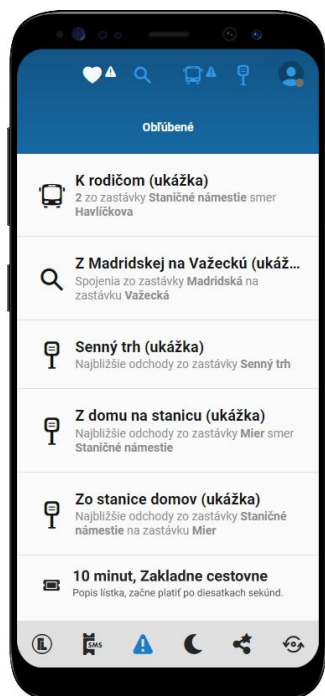 Obľúbené
K rodičom (ukážka)
2 zo zastávky Staničné námestie smer
Havlíčkova
Z Madridskej na Važeckú (ukáž...
Spojenia zo zastávky Madridská na
zastávku Važecká
Senný trh (ukážka)
Najbližšie odchody zo zastávky Senný trh
Z domu na stanicu (ukážka)
Najbližšie odchody zo zastávky Mier smer
Staničné námestie
Zo stanice domov (ukážka)
Najbližšie odchody zo zastávky Staničné
námestie na zastávku Mier
10 minut, Zakladne cestovne
Popis lístka, začne platiť po diesatkach sekúnd.
SMS